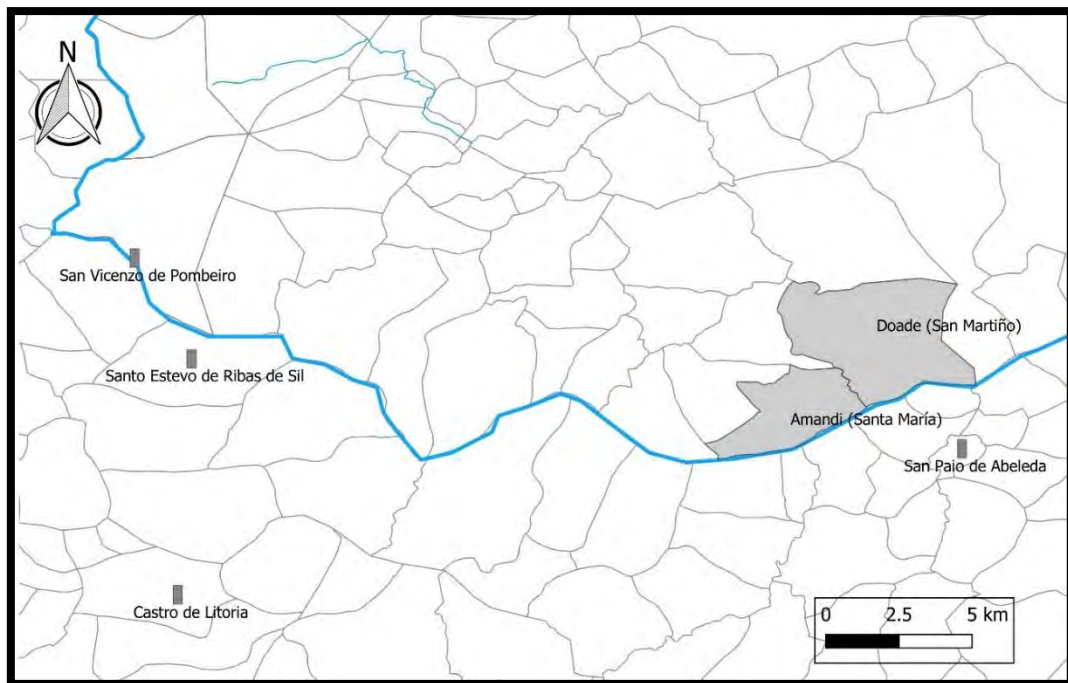 N
San Vicenzo de Pombeiro
Doade (San Martiño)
Santo Estevo de Ribas de Sil
Amandi (Santa María)
San Paio de Abeleda
Castro de Litoria
0 2.5 5 km